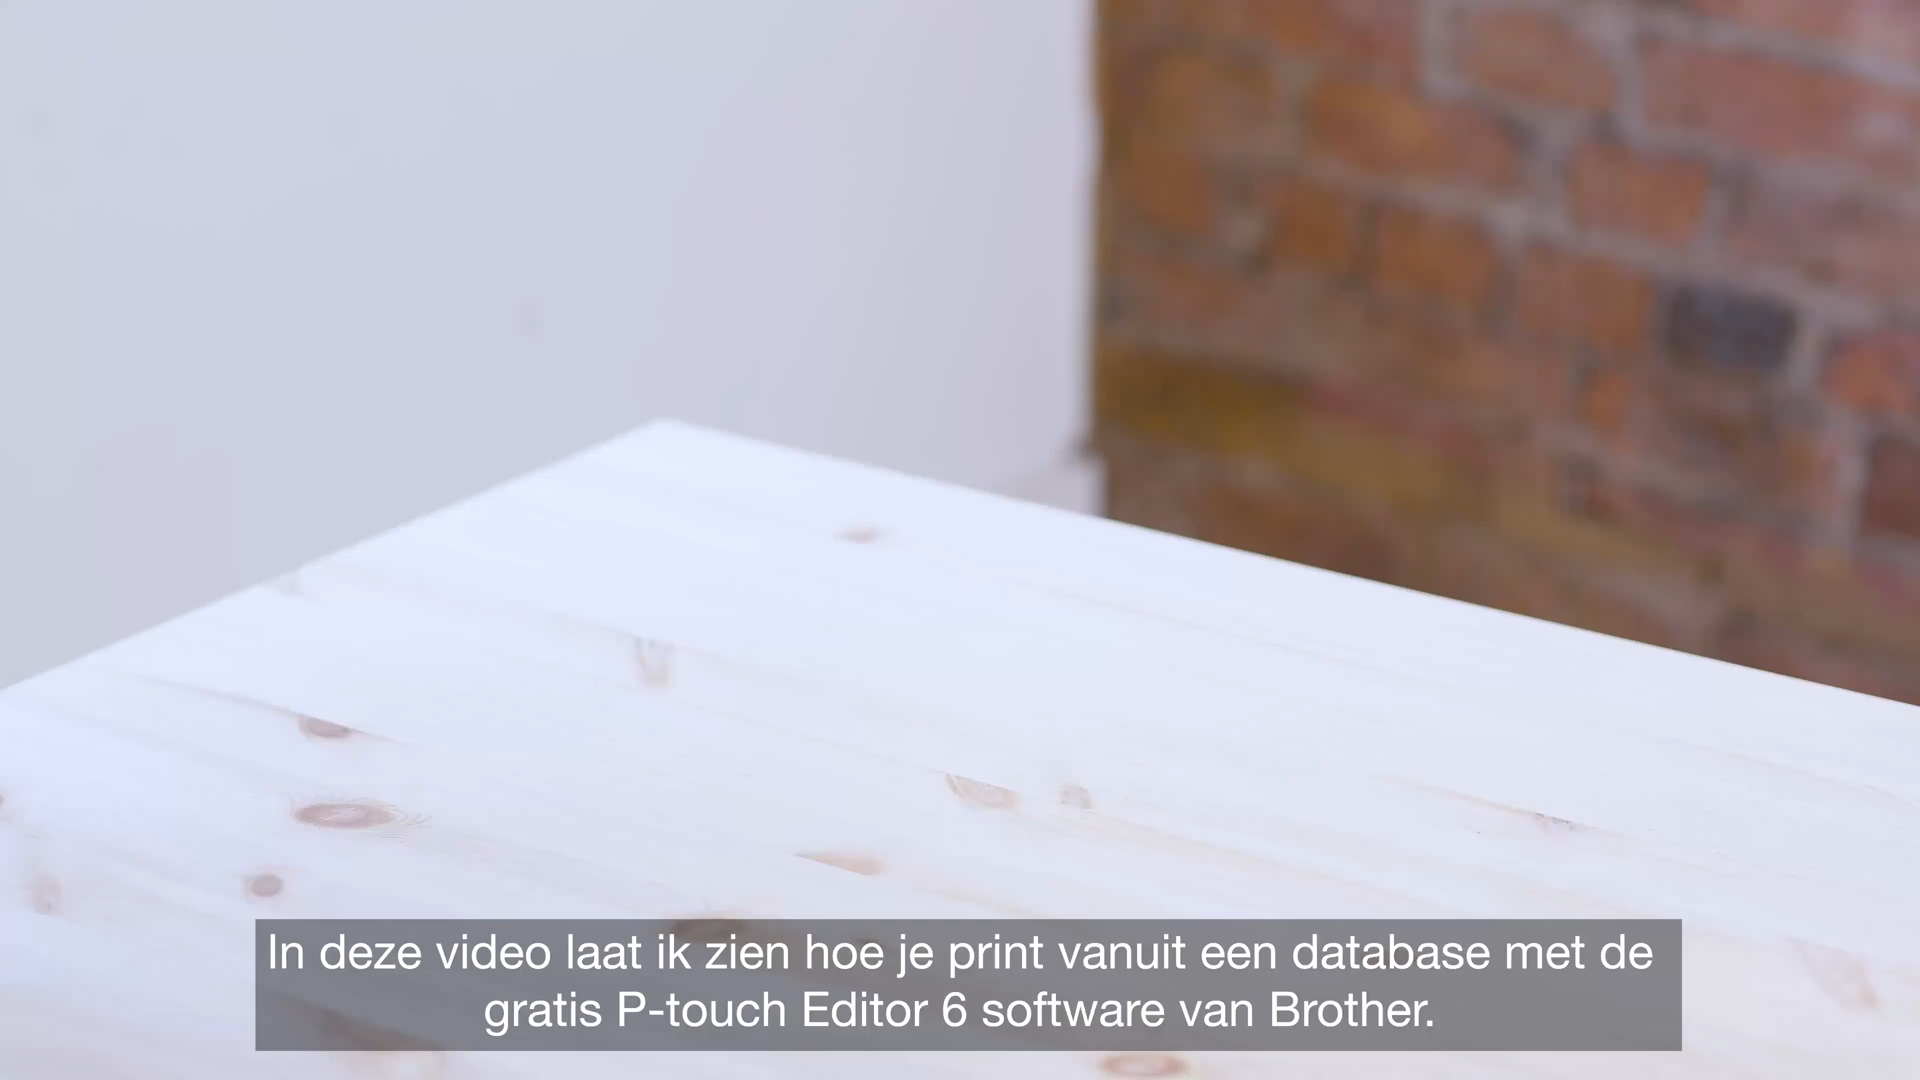 In deze video laat ik zien hoe je print vanuit een database met de
gratis P-touch Editor 6 software van Brother.